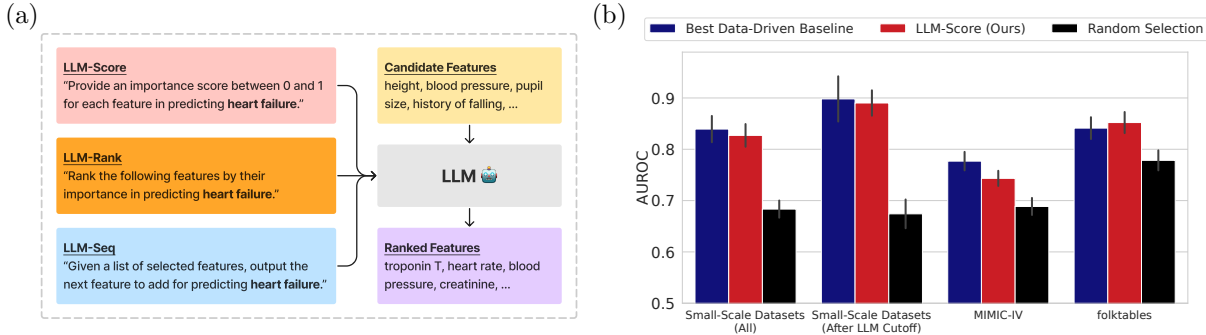 (a)
LLM-Score
“Provide an importance score between 0 and 1
for each feature in predicting heart failure.”
LLM-Rank
“Rank the following features by their
importance in predicting heart failure.”
LLM-Seq
“Given a list of selected features, output the
next feature to add for predicting heart failure.”
Candidate Features
height, blood pressure, pupil
size, history of falling, ...
LLM
Ranked Features
troponin T, heart rate, blood
pressure, creatinine, ...
(b)
Best Data-Driven Baseline LLM-Score (Ours) Random Selection
AUROC
0.9
0.8
0.7
0.6
0.5
Small-Scale Datasets
(All)
Small-Scale Datasets
(After LLM Cutoff)
MIMIC-IV
folktables